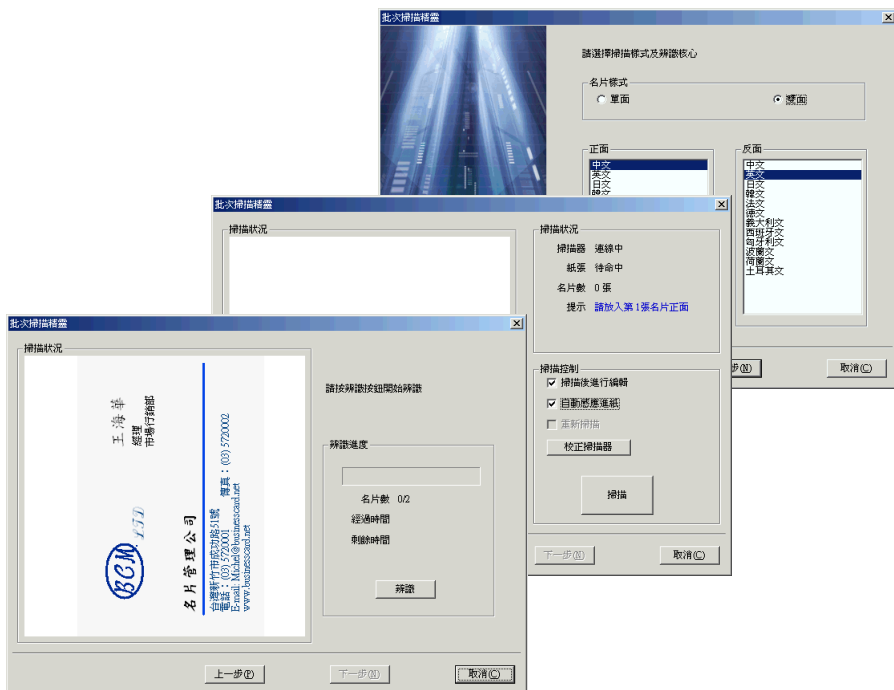 批次掃描精靈
請選擇掃描樣式及辨識核心
名片樣式
單面
雙面
正面
中文
英文
日文
韓文
反面
中文
英文
日文
韓文
法文
德文
義大利文
西班牙文
匈牙利文
波蘭文
荷蘭文
土耳其文
步(N)
取消(C)
批次掃描精靈
掃描狀況
掃描狀況
掃描器 連線中
紙張 待命中
名片數 0 張
提示 請放入第 1張名片正面
掃描控制
掃描後進行編輯
自動感應進紙
重新掃描
校正掃描器
掃描
下一步(N)
取消(C)
批次掃描精靈
掃描狀況
王海華
經理
市場行銷部
BCM LTD
名片管理公司
台灣新竹市成功路51號
電話：(03) 5720001 傳真：(03) 5720002
E-mail: Michel@businesscard.net
www.businesscard.net
請按辨識按鈕開始辨識
辨識進度
名片數 0/2
經過時間
剩餘時間
辨識
上一步(P)
下一步(N)
取消(C)